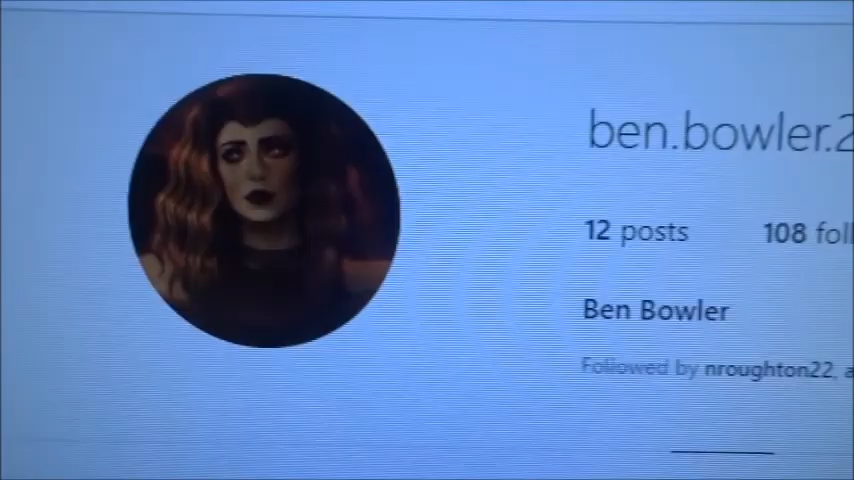 ben.bowler.2
12 posts 108 foll
Ben Bowler
Followed by nroughton22, a